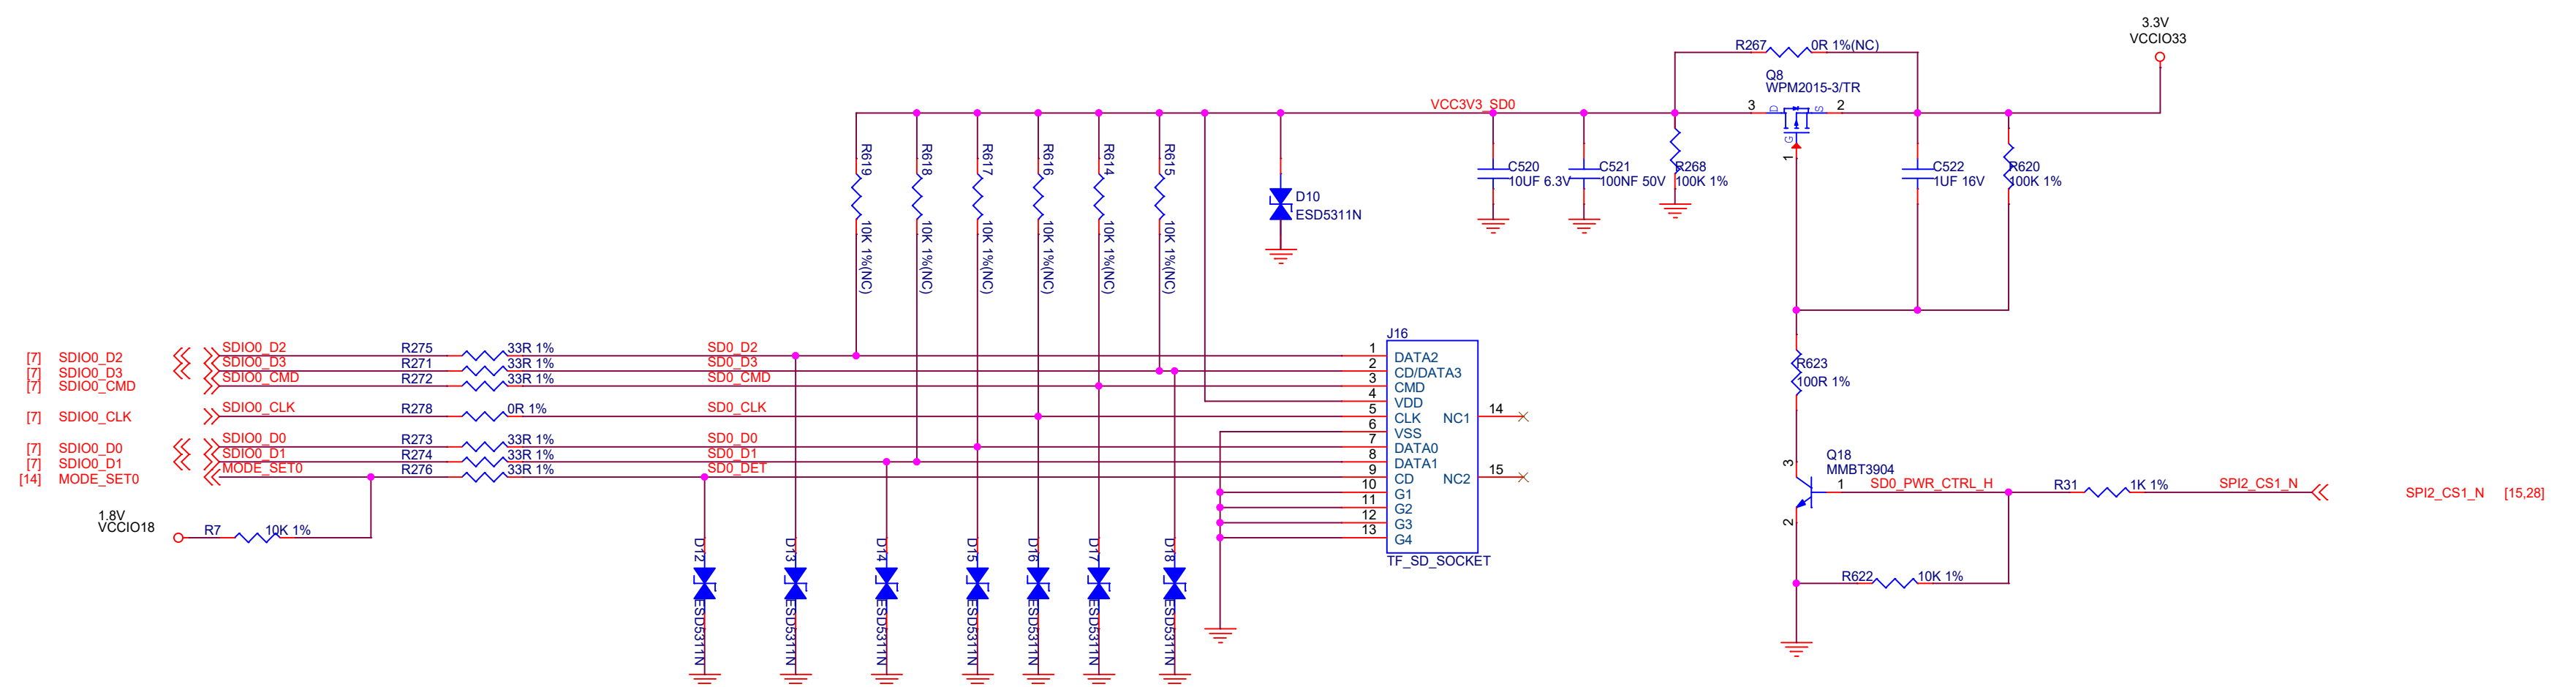 3.3V
VCCIO33
R267 0R 1%(NC)
Q8
WPM2015-3/TR
VCC3V3_SD0
3 D S 2
G
1
R619 10K 1%(NC)
R618 10K 1%(NC)
R617 10K 1%(NC)
R616 10K 1%(NC)
R614 10K 1%(NC)
R615 10K 1%(NC)
D10
ESD5311N
C520
10UF 6.3V
C521
100NF 50V
R268
100K 1%
C522
1UF 16V
R620
100K 1%
[7] SDIO0_D2 SDIO0_D2 R275 33R 1% SD0_D2
[7] SDIO0_D3 SDIO0_D3 R271 33R 1% SD0_D3
[7] SDIO0_CMD SDIO0_CMD R272 33R 1% SD0_CMD
[7] SDIO0_CLK SDIO0_CLK R278 0R 1% SD0_CLK
[7] SDIO0_D0 SDIO0_D0 R273 33R 1% SD0_D0
[7] SDIO0_D1 SDIO0_D1 R274 33R 1% SD0_D1
[14] MODE_SET0 MODE_SET0 R276 33R 1% SD0_DET
1.8V
VCCIO18
R7 10K 1%
J16
1 DATA2
2 CD/DATA3
3 CMD
4 VDD
5 CLK NC1 14
6 VSS
7 DATA0
8 DATA1
9 CD NC2 15
10 G1
11 G2
12 G3
13 G4
TF_SD_SOCKET
D12 ESD5311N
D13 ESD5311N
D14 ESD5311N
D15 ESD5311N
D16 ESD5311N
D17 ESD5311N
D18 ESD5311N
R623
100R 1%
Q18
MMBT3904
3
1
2
SD0_PWR_CTRL_H
R31 1K 1%
SPI2_CS1_N
SPI2_CS1_N [15,28]
R622 10K 1%